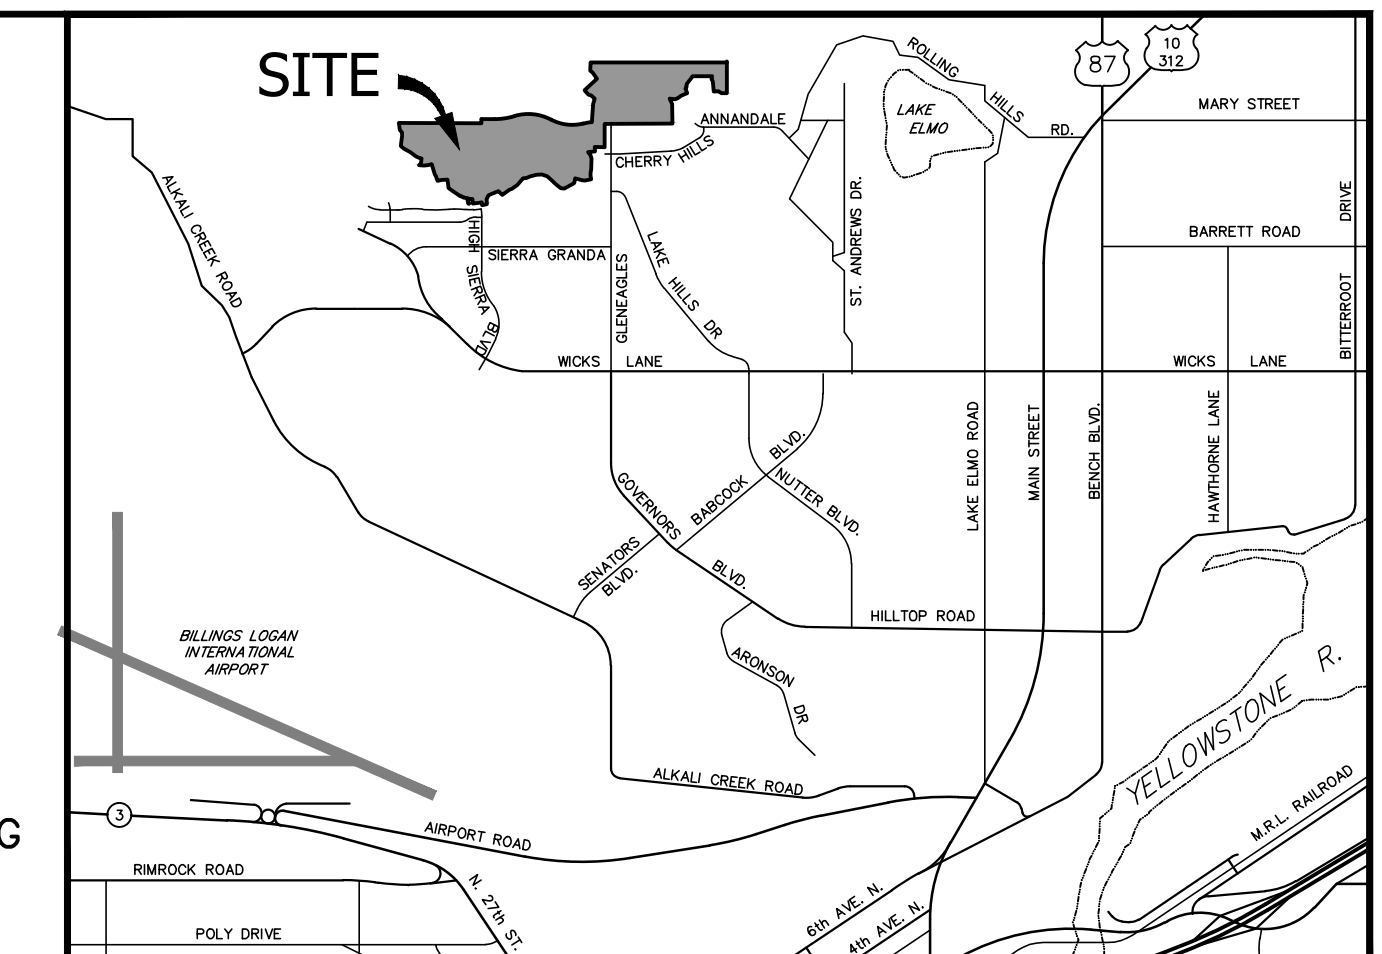 SITE
ROLLING
HILLS
RD.
87
10
312
MARY STREET
LAKE
ELMO
ANNANDALE
CHERRY HILLS
ALKALI CREEK ROAD
HIGH SIERRA BLVD.
SIERRA GRANDA
GLENEAGLES
LAKE HILLS DR
ST. ANDREWS DR.
BARRETT ROAD
BITTERROOT DRIVE
WICKS LANE
WICKS LANE
LAKE ELMO ROAD
MAIN STREET
BENCH BLVD.
HAWTHORNE LANE
GOVERNORS
BLVD.
BABCOCK
BLVD.
NUTTER BLVD.
SENATORS
BLVD.
HILLTOP ROAD
ARONSON
DR
BILLINGS LOGAN
INTERNATIONAL
AIRPORT
YELLOWSTONE R.
M.R.L. RAILROAD
ALKALI CREEK ROAD
3
AIRPORT ROAD
G
RIMROCK ROAD
N. 27th ST.
POLY DRIVE
6th AVE. N.
4th AVE. N.